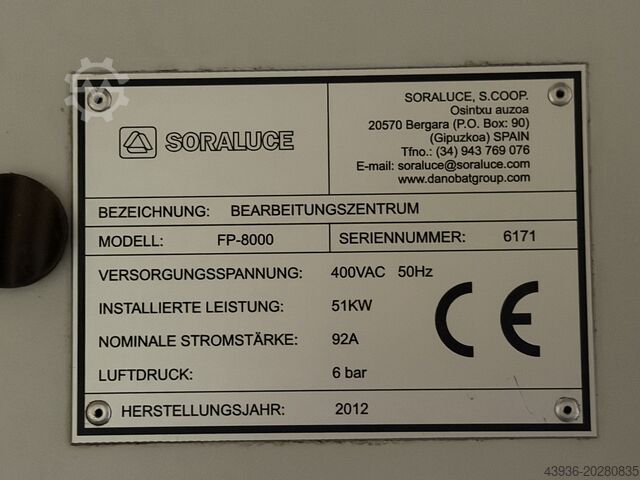 SORALUCE
SORALUCE, S.COOP.
Osintxu auzoa
20570 Bergara (P.O. Box: 90)
(Gipuzkoa) SPAIN
Tfno.: (34) 943 769 076
E-mail: soraluce@soraluce.com
www.danobatgroup.com
BEZEICHNUNG: BEARBEITUNGSZENTRUM
MODELL: FP-8000 SERIENNUMMER: 6171
VERSORGUNGSSPANNUNG: 400VAC 50Hz
INSTALLIERTE LEISTUNG: 51KW
NOMINALE STROMSTÄRKE: 92A
LUFTDRUCK: 6 bar
CE
HERSTELLUNGSJAHR: 2012
43936-20280835